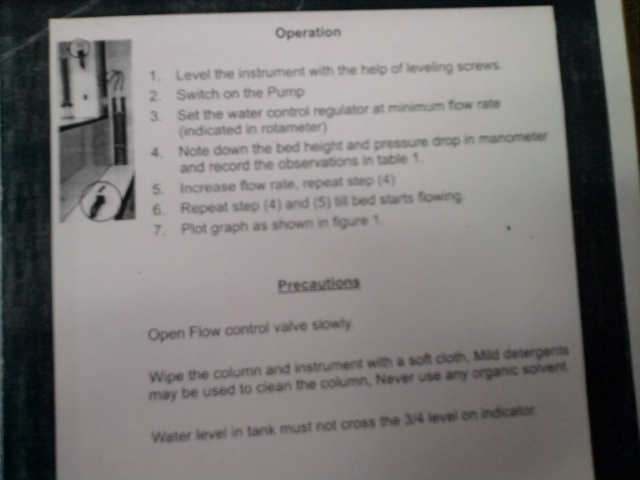 Operation
1. Level the instrument with the help of leveling screws.
2. Switch on the Pump
3. Set the water control regulator at minimum flow rate
(indicated in rotameter)
4. Note down the bed height and pressure drop in manometer
and record the observations in table 1.
5. Increase flow rate, repeat step (4)
6. Repeat step (4) and (5) till bed starts flowing.
7. Plot graph as shown in figure 1.
Precautions
Open Flow control valve slowly.
Wipe the column and instrument with a soft cloth, Mild detergents
may be used to clean the column, Never use any organic solvent.
Water level in tank must not cross the 3/4 level on indicator.